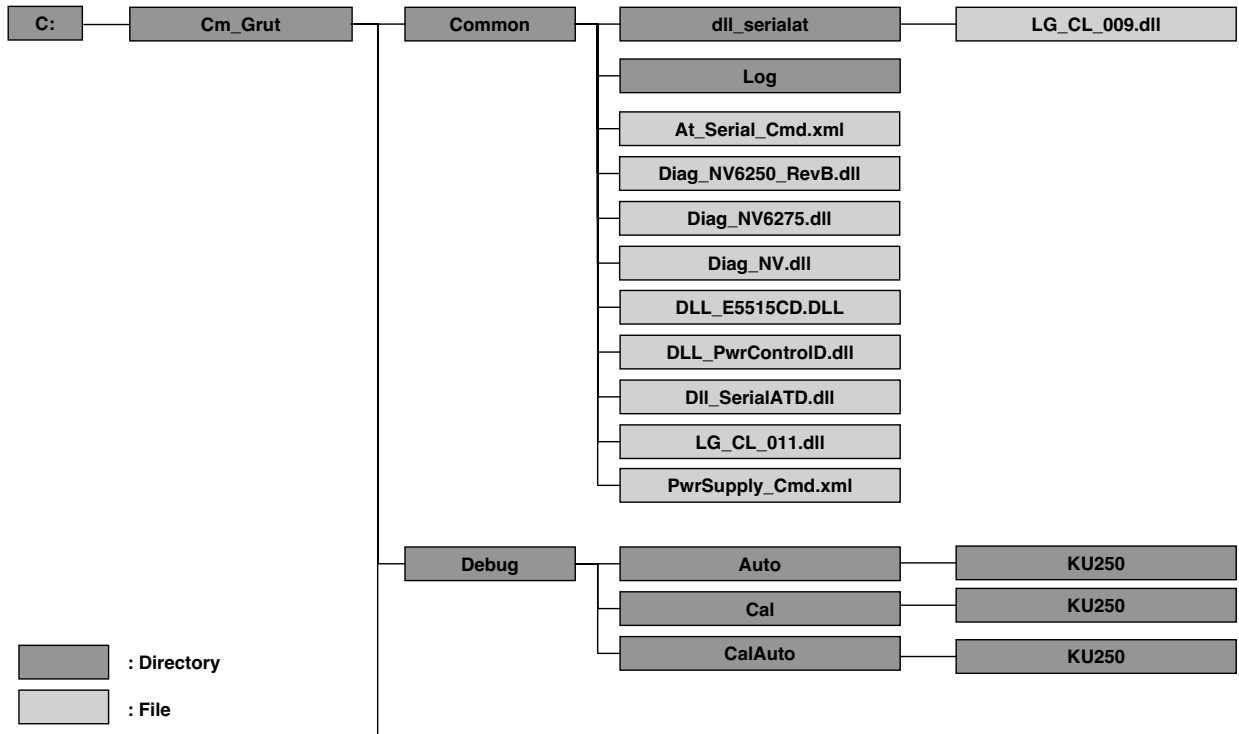 C:
Cm_Grut
Common
dll_serialat
LG_CL_009.dll
Log
At_Serial_Cmd.xml
Diag_NV6250_RevB.dll
Diag_NV6275.dll
Diag_NV.dll
DLL_E5515CD.DLL
DLL_PwrControlD.dll
Dll_SerialATD.dll
LG_CL_011.dll
PwrSupply_Cmd.xml
Debug
Auto
KU250
Cal
KU250
CalAuto
KU250
: Directory
: File